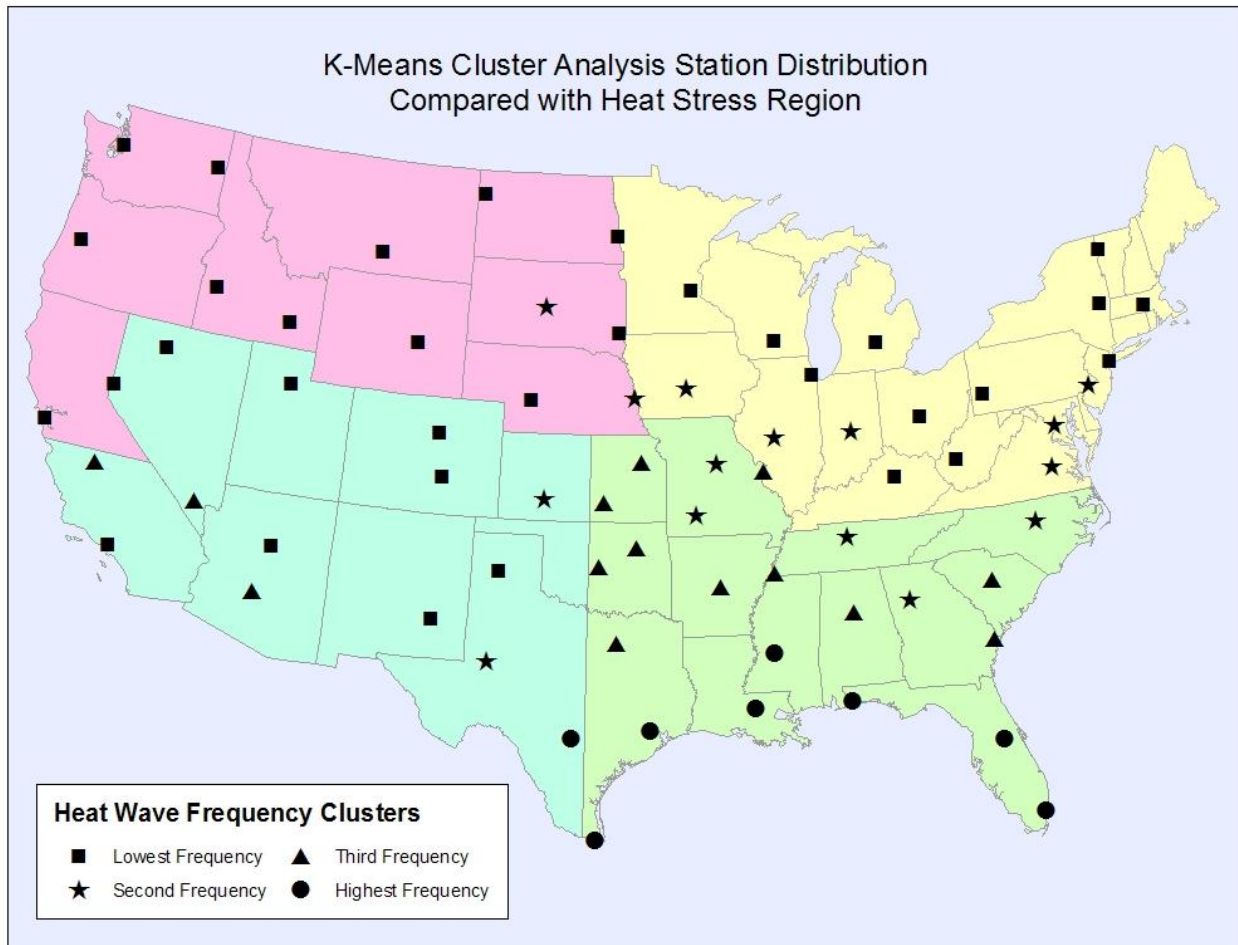 K-Means Cluster Analysis Station Distribution
Compared with Heat Stress Region
Heat Wave Frequency Clusters
Lowest Frequency
Third Frequency
Second Frequency
Highest Frequency